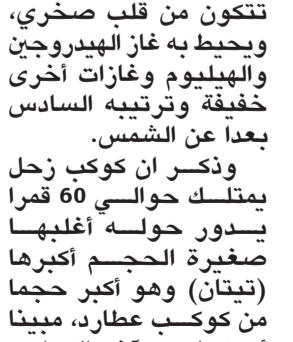 تتكون من قلب صخري،
ويحيط به غاز الهيدروجين
والهيليوم وغازات أخرى
خفيفة وترتيبه السادس
بعدا عن الشمس.
وذكر ان كوكب زحل
يمتلك حوالي 60 قمرا
يدور حوله أغلبها
صغيرة الحجم أكبرها
(تيتان) وهو أكبر حجما
من كوكب عطارد، مبينا